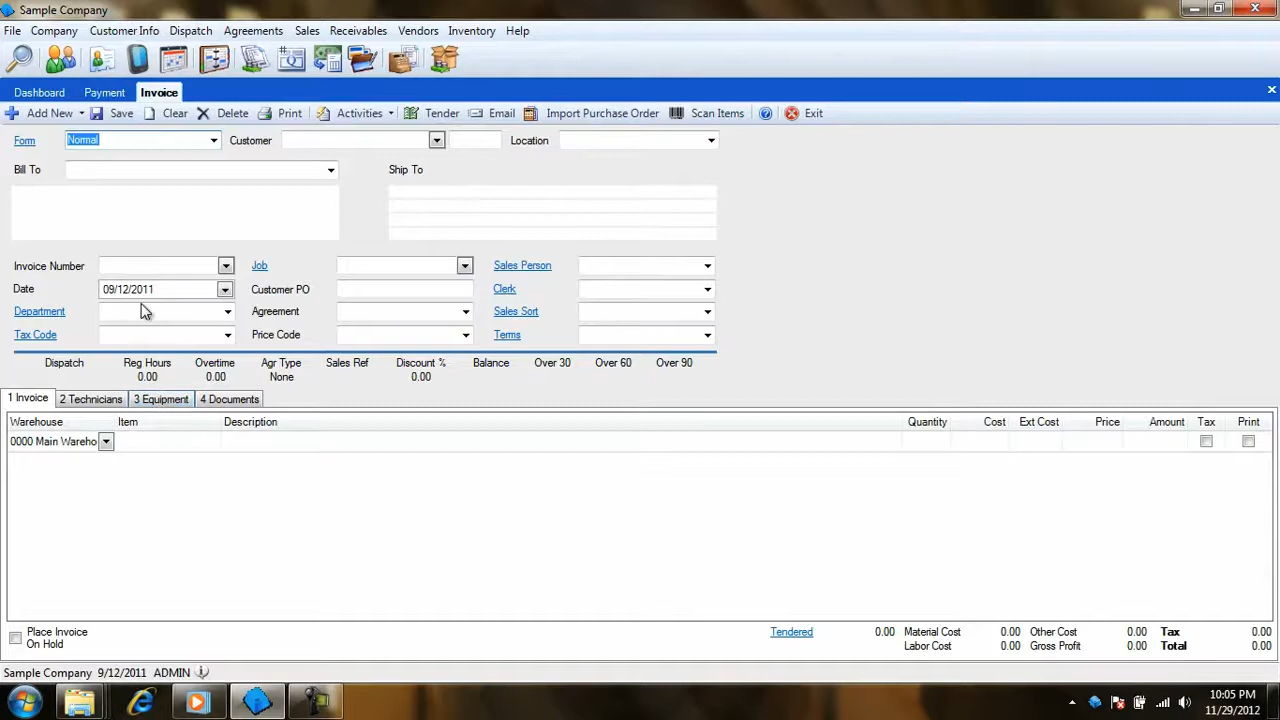 Sample Company
File Company Customer Info Dispatch Agreements Sales Receivables Vendors Inventory Help
Dashboard Payment Invoice
Add New Save Clear Delete Print Activities Tender Email Import Purchase Order Scan Items Exit
Form Normal Customer Location
Bill To Ship To
Invoice Number Job Sales Person
Date 09/12/2011 Customer PO Clerk
Department Agreement Sales Sort
Tax Code Price Code Terms
Dispatch Reg Hours Overtime Agr Type Sales Ref Discount % Balance Over 30 Over 60 Over 90
0.00 0.00 None 0.00
1 Invoice 2 Technicians 3 Equipment 4 Documents
Warehouse Item Description Quantity Cost Ext Cost Price Amount Tax Print
0000 Main Wareho
Place Invoice Tendered 0.00 Material Cost 0.00 Other Cost 0.00 Tax 0.00
On Hold Labor Cost 0.00 Gross Profit 0.00 Total 0.00
Sample Company 9/12/2011 ADMIN
10:05 PM
11/29/2012